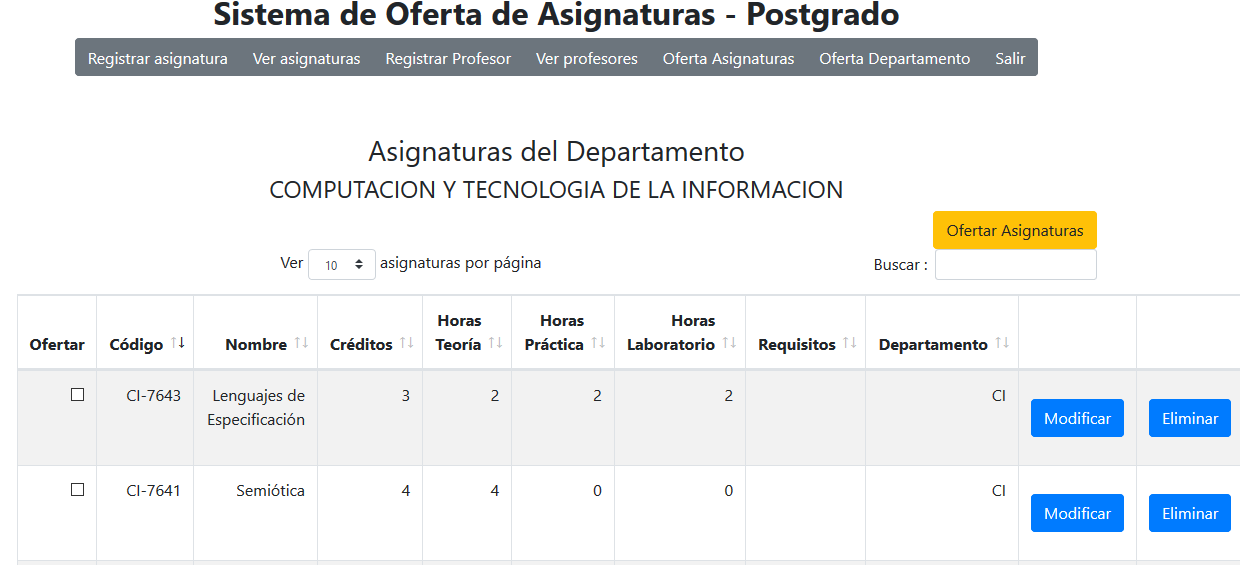 Sistema de Oferta de Asignaturas - Postgrado
Registrar asignatura Ver asignaturas Registrar Profesor Ver profesores Oferta Asignaturas Oferta Departamento Salir
Asignaturas del Departamento
COMPUTACION Y TECNOLOGIA DE LA INFORMACION
Ofertar Asignaturas
Ver 10 asignaturas por página
Buscar :
Ofertar Código Nombre Créditos Horas Teoría Horas Práctica Horas Laboratorio Requisitos Departamento
CI-7643 Lenguajes de Especificación 3 2 2 2 CI Modificar Eliminar
CI-7641 Semiótica 4 4 0 0 CI Modificar Eliminar